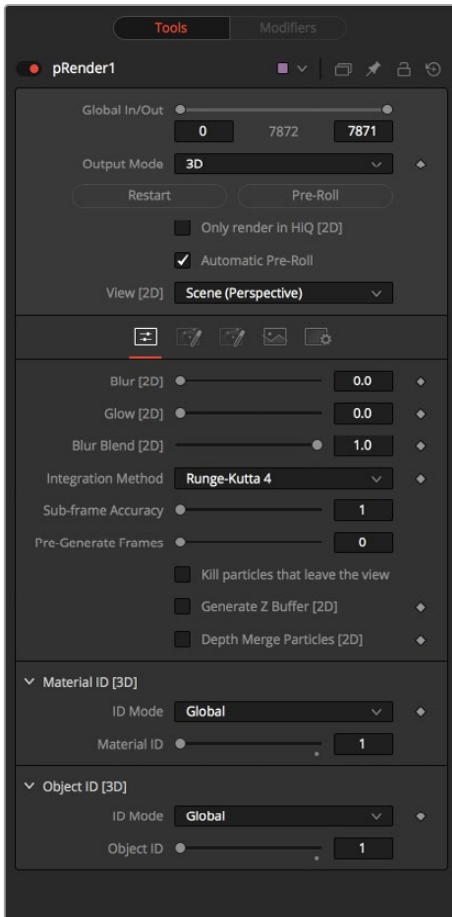 Tools Modifiers
pRender1
Global In/Out
0 7872 7871
Output Mode 3D
Restart Pre-Roll
Only render in HiQ [2D]
Automatic Pre-Roll
View [2D] Scene (Perspective)
Blur [2D] 0.0
Glow [2D] 0.0
Blur Blend [2D] 1.0
Integration Method Runge-Kutta 4
Sub-frame Accuracy 1
Pre-Generate Frames 0
Kill particles that leave the view
Generate Z Buffer [2D]
Depth Merge Particles [2D]
Material ID [3D]
ID Mode Global
Material ID 1
Object ID [3D]
ID Mode Global
Object ID 1